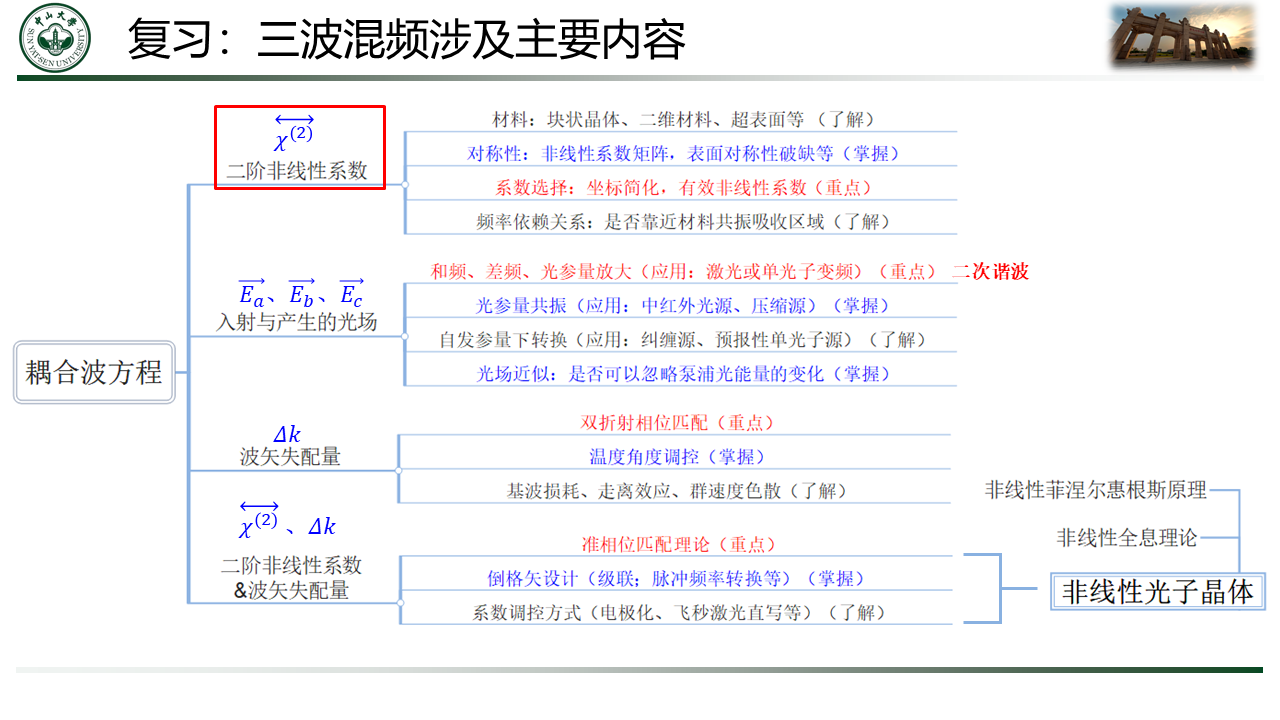 中山大学
SUN YAT-SEN UNIVERSITY
复习：三波混频涉及主要内容
χ(2)
二阶非线性系数
材料：块状晶体、二维材料、超表面等 （了解）
对称性：非线性系数矩阵，表面对称性破缺等（掌握）
系数选择：坐标简化，有效非线性系数（重点）
频率依赖关系：是否靠近材料共振吸收区域（了解）
Ea、Eb、Ec
入射与产生的光场
和频、差频、光参量放大（应用：激光或单光子变频）（重点） 二次谐波
光参量共振（应用：中红外光源、压缩源）（掌握）
自发参量下转换（应用：纠缠源、预报性单光子源）（了解）
光场近似：是否可以忽略泵浦光能量的变化（掌握）
耦合波方程
Δk
波矢失配量
双折射相位匹配（重点）
温度角度调控（掌握）
基波损耗、走离效应、群速度色散（了解）
χ(2)、Δk
二阶非线性系数
&波矢失配量
准相位匹配理论（重点）
倒格矢设计（级联；脉冲频率转换等）（掌握）
系数调控方式（电极化、飞秒激光直写等）（了解）
非线性菲涅尔惠根斯原理
非线性全息理论
非线性光子晶体